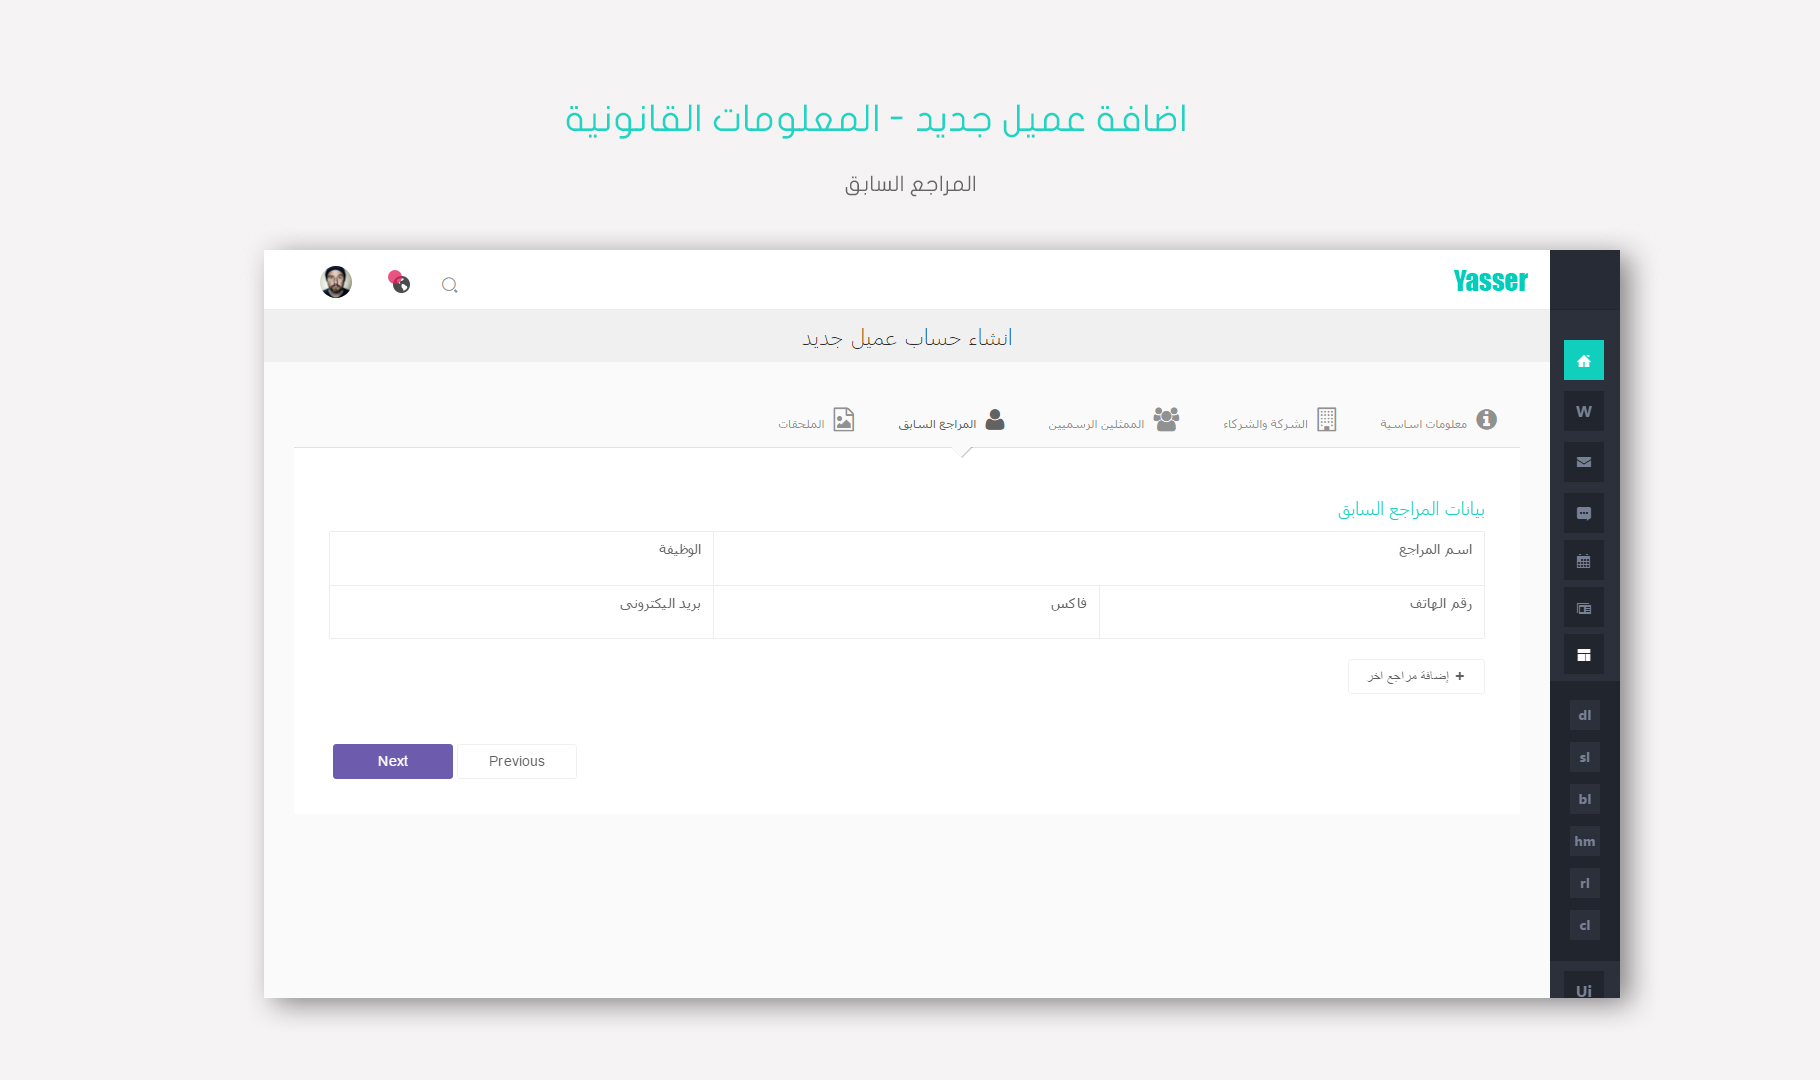 اضافة عميل جديد - المعلومات القانونية
المراجع السابق
Yasser
انشاء حساب عميل جديد
معلومات اساسية
الشركة والشركاء
الممثلين الرسميين
المراجع السابق
الملحقات
بيانات المراجع السابق
اسم المراجع
الوظيفة
رقم الهاتف
فاكس
بريد اليكترونى
+ إضافة مراجع اخر
Next
Previous
W
dl
sl
bl
hm
rl
cl
Ui